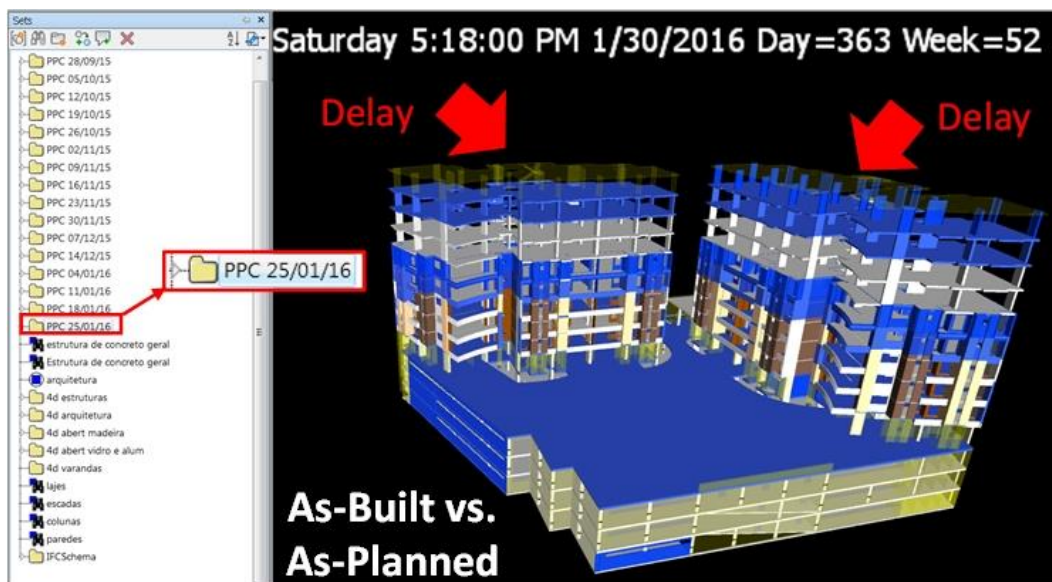 Sets
Saturday 5:18:00 PM 1/30/2016 Day=363 Week=52
PPC 28/09/15
PPC 05/10/15
PPC 12/10/15
PPC 19/10/15
PPC 26/10/15
PPC 02/11/15
PPC 09/11/15
PPC 16/11/15
PPC 23/11/15
PPC 30/11/15
PPC 07/12/15
PPC 14/12/15
PPC 04/01/16
PPC 11/01/16
PPC 18/01/16
PPC 25/01/16
estrutura de concreto geral
Estrutura de concreto geral
arquitetura
4d estruturas
4d arquitetura
4d abert madeira
4d abert vidro e alum
4d varandas
lajes
escadas
colunas
paredes
IFCSchema
PPC 25/01/16
Delay
Delay
As-Built vs.
As-Planned